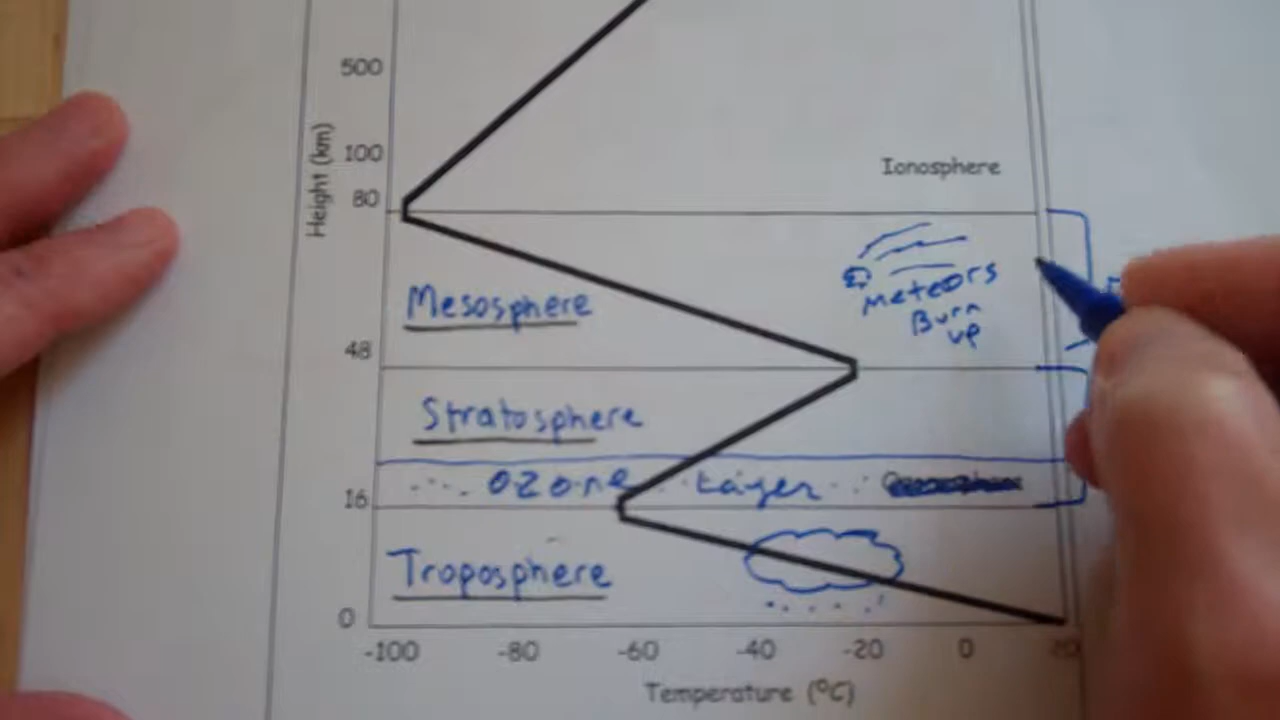 500
Height (km)
100
Ionosphere
80
Meteors
Burn
up
Mesosphere
48
Stratosphere
Ozone Layer
16
Troposphere
0
-100 -80 -60 -40 -20 0
Temperature (°C)